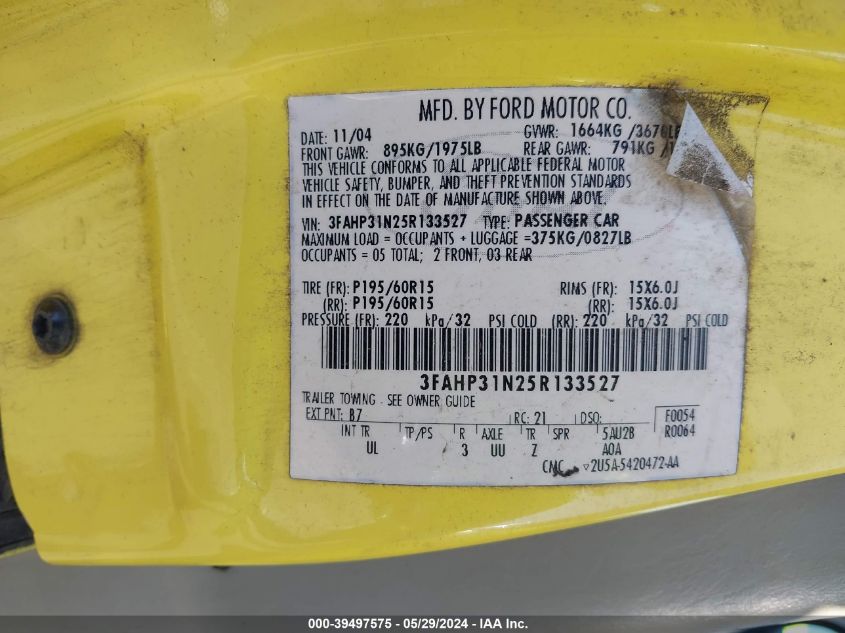 MFD. BY FORD MOTOR CO.
DATE: 11/04 GVWR: 1664KG /3676LB
FRONT GAWR: 895KG/1975LB REAR GAWR: 791KG
THIS VEHICLE CONFORMS TO ALL APPLICABLE FEDERAL MOTOR
VEHICLE SAFETY, BUMPER, AND THEFT PREVENTION STANDARDS
IN EFFECT ON THE DATE OF MANUFACTURE SHOWN ABOVE.
VIN: 3FAHP31N25R133527 TYPE: PASSENGER CAR
MAXIMUM LOAD = OCCUPANTS + LUGGAGE =375KG/0827LB
OCCUPANTS = 05 TOTAL; 2 FRONT, 03 REAR
TIRE (FR): P195/60R15 RIMS (FR): 15X6.0J
(RR): P195/60R15 (RR): 15X6.0J
PRESSURE (FR): 220 kPa/32 PSI COLD (RR): 220 kPa/32 PSI COLD
3FAHP31N25R133527
TRAILER TOWING - SEE OWNER GUIDE
EXT PNT: B7 RC: 21 DSO: F0054
INT TR TP/PS R AXLE TR SPR 5AU2B R0064
UL 3 UU Z A0A
CMC ▽2U5A-5420472-AA
000-39497575 - 05/29/2024 - IAA Inc.